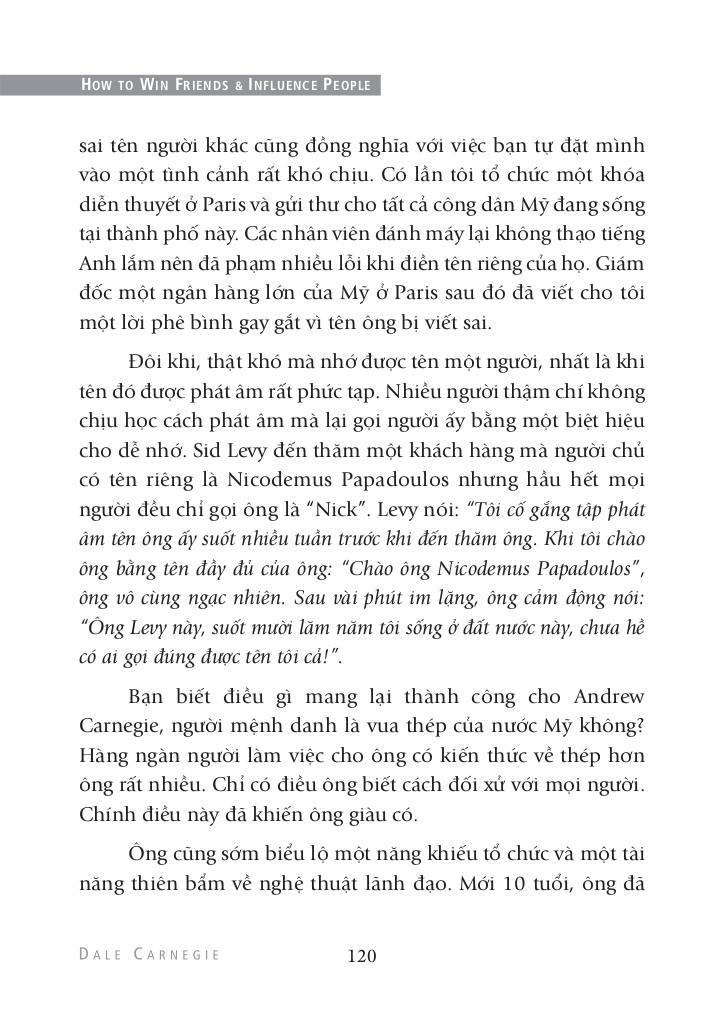 HOW TO WIN FRIENDS & INFLUENCE PEOPLE
sai tên người khác cũng đồng nghĩa với việc bạn tự đặt mình
vào một tình cảnh rất khó chịu. Có lần tôi tổ chức một khóa
diễn thuyết ở Paris và gửi thư cho tất cả công dân Mỹ đang sống
tại thành phố này. Các nhân viên đánh máy lại không thạo tiếng
Anh lắm nên đã phạm nhiều lỗi khi điền tên riêng của họ. Giám
đốc một ngân hàng lớn của Mỹ ở Paris sau đó đã viết cho tôi
một lời phê bình gay gắt vì tên ông bị viết sai.
Đôi khi, thật khó mà nhớ được tên một người, nhất là khi
tên đó được phát âm rất phức tạp. Nhiều người thậm chí không
chịu học cách phát âm mà lại gọi người ấy bằng một biệt hiệu
cho dễ nhớ. Sid Levy đến thăm một khách hàng mà người chủ
có tên riêng là Nicodemus Papadoulos nhưng hầu hết mọi
người đều chỉ gọi ông là “Nick”. Levy nói: “Tôi cố gắng tập phát
âm tên ông ấy suốt nhiều tuần trước khi đến thăm ông. Khi tôi chào
ông bằng tên đầy đủ của ông: “Chào ông Nicodemus Papadoulos”,
ông vô cùng ngạc nhiên. Sau vài phút im lặng, ông cảm động nói:
“Ông Levy này, suốt mười lăm năm tôi sống ở đất nước này, chưa hề
có ai gọi đúng được tên tôi cả!”.
Bạn biết điều gì mang lại thành công cho Andrew
Carnegie, người mệnh danh là vua thép của nước Mỹ không?
Hàng ngàn người làm việc cho ông có kiến thức về thép hơn
ông rất nhiều. Chỉ có điều ông biết cách đối xử với mọi người.
Chính điều này đã khiến ông giàu có.
Ông cũng sớm biểu lộ một năng khiếu tổ chức và một tài
năng thiên bẩm về nghệ thuật lãnh đạo. Mới 10 tuổi, ông đã
DALE CARNEGIE 120